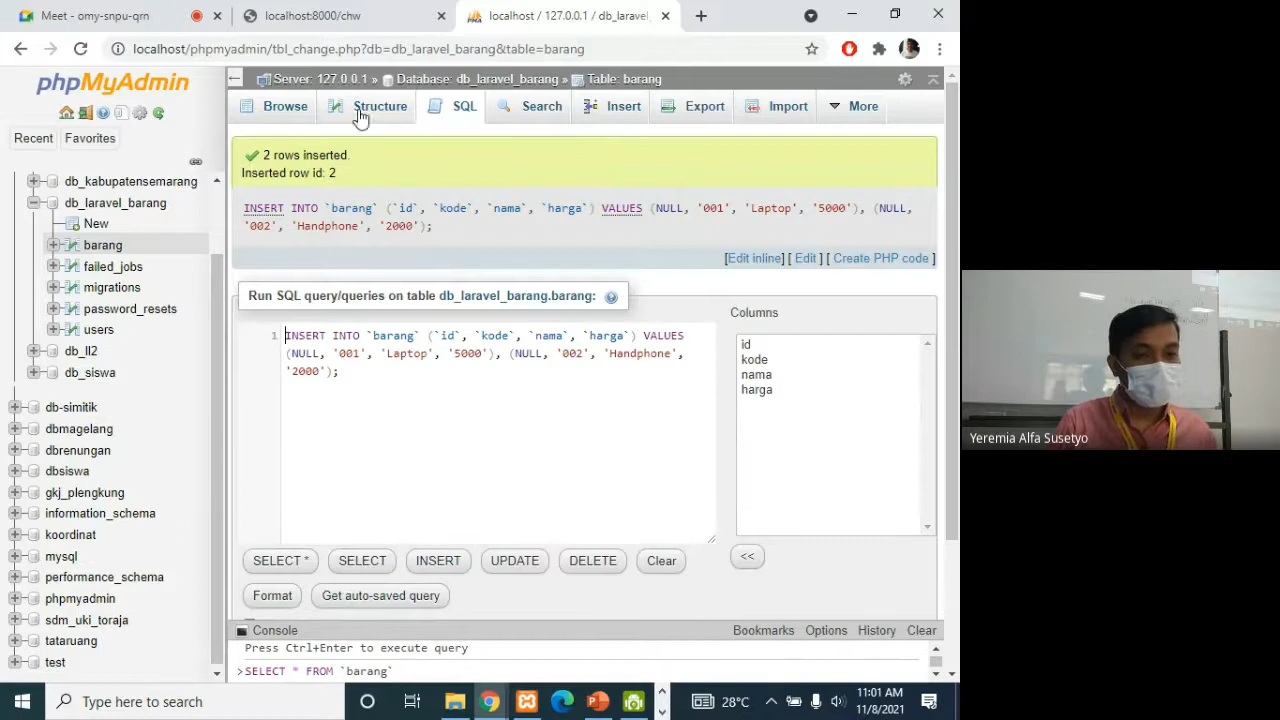 Meet - omy-snpu-qrn
localhost:8000/chw
localhost / 127.0.0.1 / db_laravel_
localhost/phpmyadmin/tbl_change.php?db=db_laravel_barang&table=barang
phpMyAdmin
Recent
Favorites
db_kabupatensemarang
db_laravel_barang
New
barang
failed_jobs
migrations
password_resets
users
db_ll2
db_siswa
db-simitik
dbmagelang
dbrenungan
dbsiswa
gkj_plengkung
information_schema
koordinat
mysql
performance_schema
phpmyadmin
sdm_uki_toraja
tataruang
test
Server: 127.0.0.1 » Database: db_laravel_barang » Table: barang
Browse Structure SQL Search Insert Export Import More
2 rows inserted.
Inserted row id: 2
INSERT INTO `barang` (`id`, `kode`, `nama`, `harga`) VALUES (NULL, '001', 'Laptop', '5000'), (NULL,
'002', 'Handphone', '2000');
[Edit inline] [ Edit ] [ Create PHP code ]
Run SQL query/queries on table db_laravel_barang.barang:
1 INSERT INTO `barang` (`id`, `kode`, `nama`, `harga`) VALUES
(NULL, '001', 'Laptop', '5000'), (NULL, '002', 'Handphone',
'2000');
Columns
id
kode
nama
harga
SELECT * SELECT INSERT UPDATE DELETE Clear <<
Format Get auto-saved query
Console Bookmarks Options History Clear
Press Ctrl+Enter to execute query
>SELECT * FROM `barang`
Yeremia Alfa Susetyo
Type here to search
28°C
11:01 AM
11/8/2021